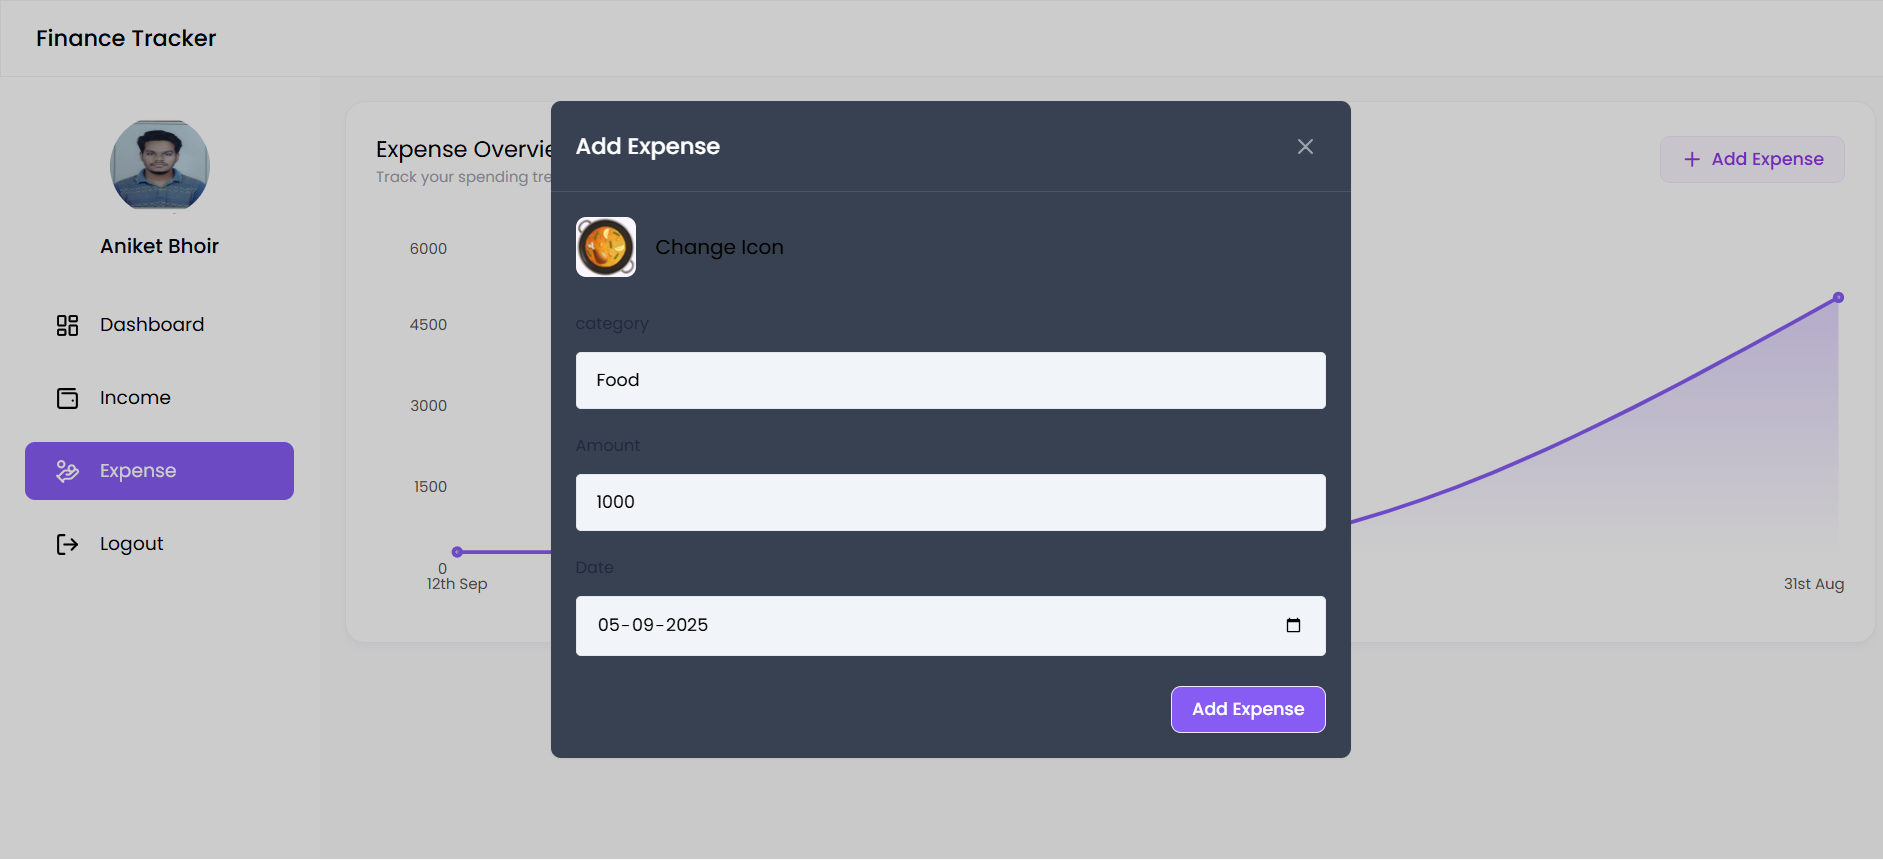 Finance Tracker
Aniket Bhoir
Dashboard
Income
Expense
Logout
Expense Overvie
Track your spending tre
Add Expense
6000
4500
3000
1500
0
12th Sep
31st Aug
Add Expense
Change Icon
category
Food
Amount
1000
Date
05-09-2025
Add Expense